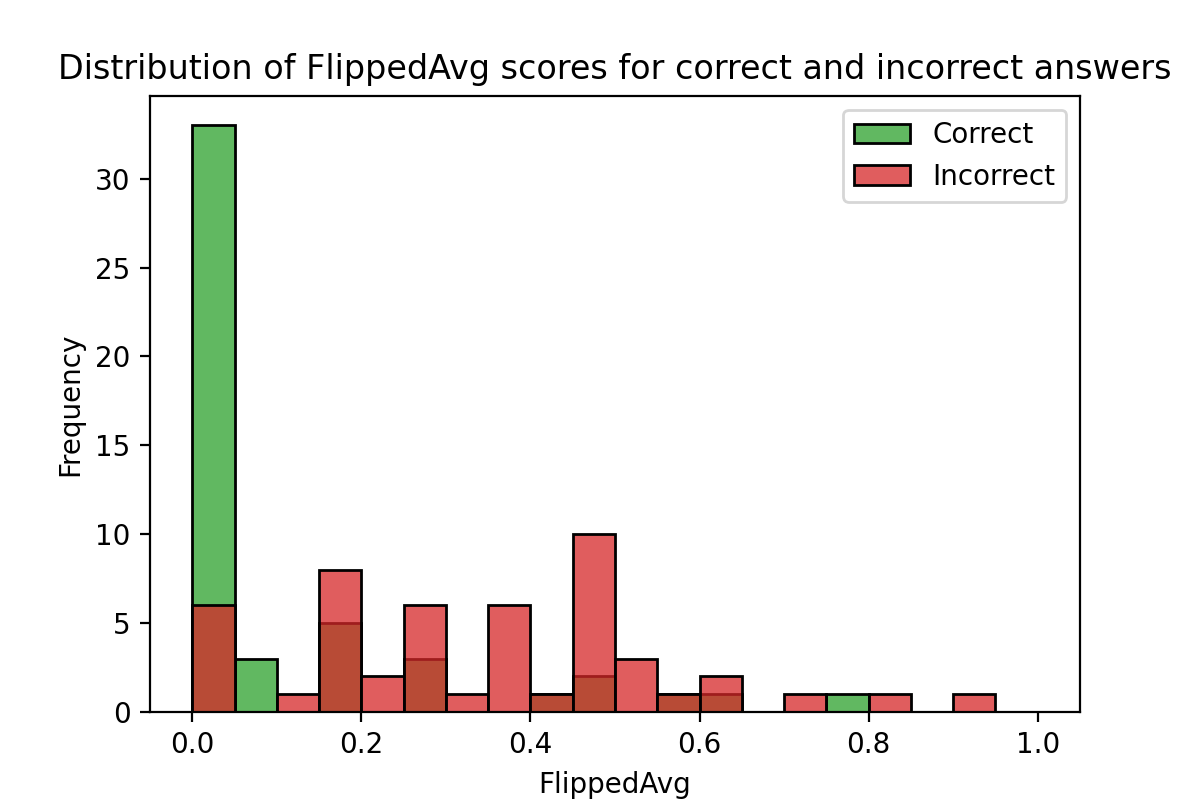 Distribution of FlippedAvg scores for correct and incorrect answers
Correct
Incorrect
Frequency
30
25
20
15
10
5
0
0.0 0.2 0.4 0.6 0.8 1.0
FlippedAvg